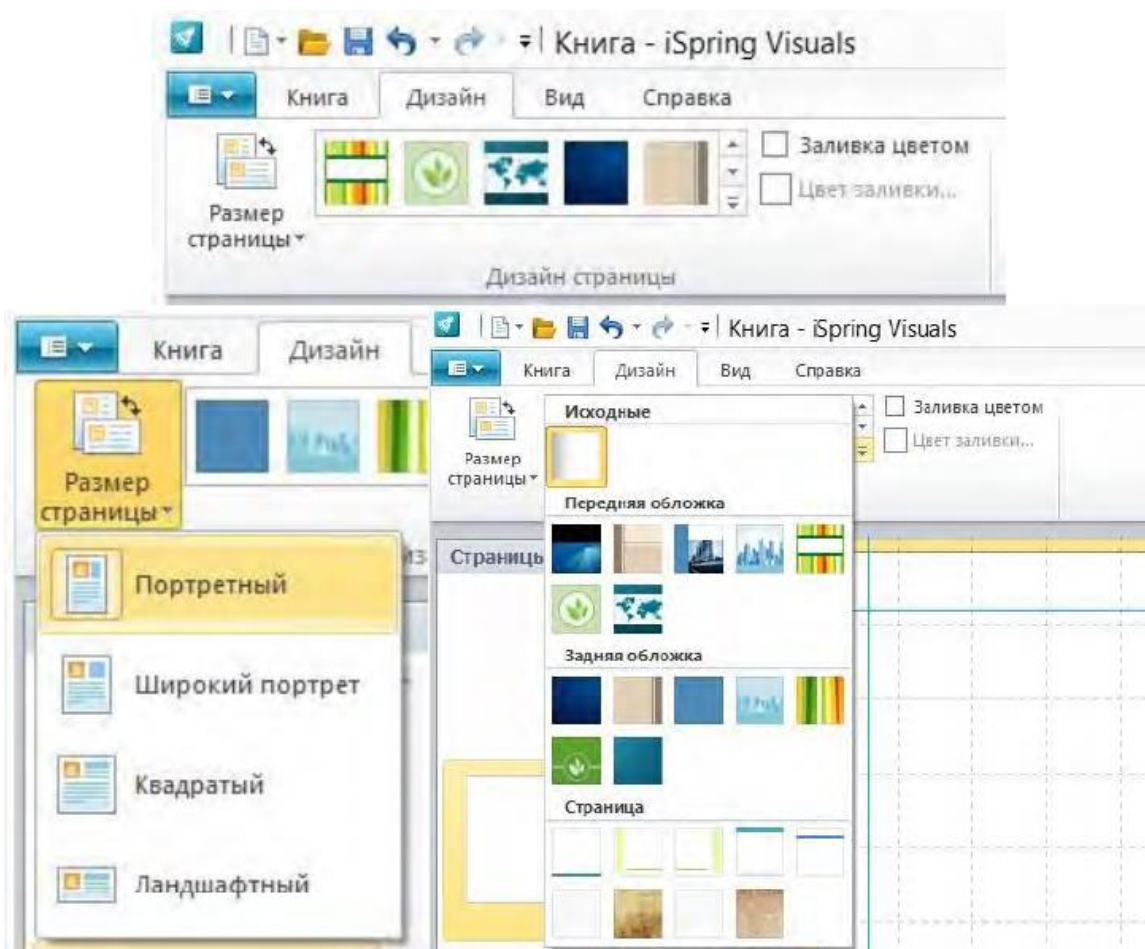 Книга - iSpring Visuals
Книга Дизайн Вид Справка
Размер
страницы
Заливка цветом
Цвет заливки...
Дизайн страницы
Книга Дизайн
Размер
страницы
из
Портретный
Широкий портрет
Квадратый
Ландшафтный
Книга - iSpring Visuals
Книга Дизайн Вид Справка
Размер
страницы
Исходные
Заливка цветом
Цвет заливки...
Передняя обложка
Страницы
Задняя обложка
Страница